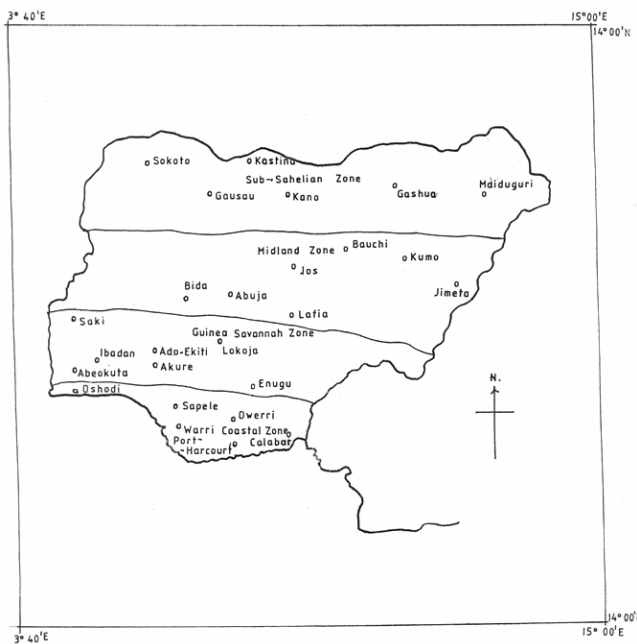 3° 40'E
15° 00'E
14° 00'N
Sokoto
Kastina
Sub-Sahelian Zone
Gausau
Kano
Gashua
Maiduguri
Midland Zone
Bauchi
Kumo
Jos
Bida
Abuja
Jimeta
Saki
Lafia
Guinea Savannah Zone
Ibadan
Ado-Ekiti
Lokoja
Abeokuta
Akure
Oshodi
Enugu
N.
Sapele
Owerri
Warri
Coastal Zone
Port-
-Harcourt
Calabar
14° 00'N
3° 40'E
15° 00'E